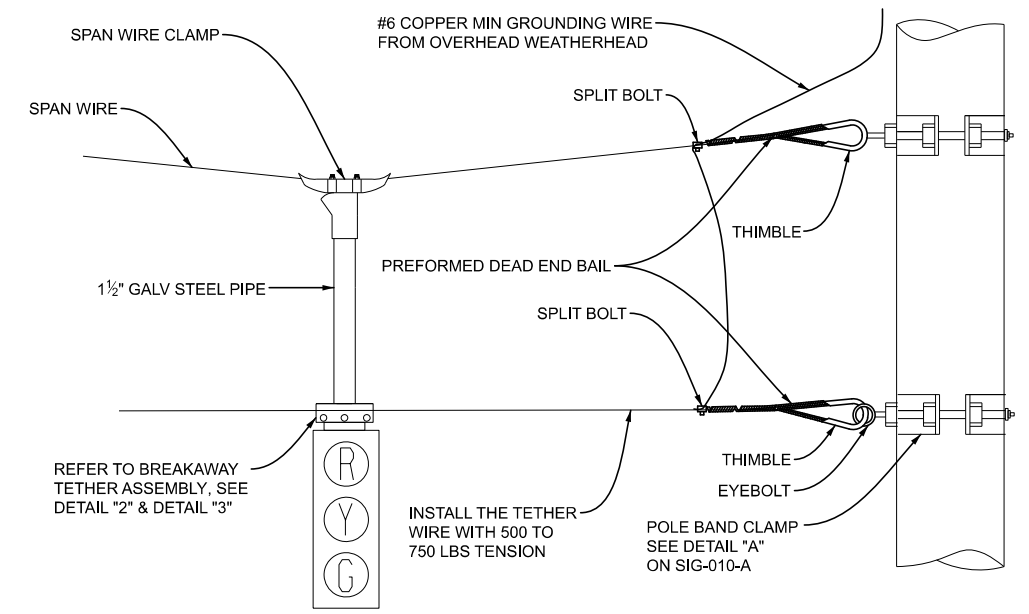 #6 COPPER MIN GROUNDING WIRE
FROM OVERHEAD WEATHERHEAD
SPAN WIRE CLAMP
SPLIT BOLT
SPAN WIRE
THIMBLE
PREFORMED DEAD END BAIL
1½" GALV STEEL PIPE
SPLIT BOLT
REFER TO BREAKAWAY
TETHER ASSEMBLY, SEE
DETAIL "2" & DETAIL "3"
R
Y
G
INSTALL THE TETHER
WIRE WITH 500 TO
750 LBS TENSION
THIMBLE
EYEBOLT
POLE BAND CLAMP
SEE DETAIL "A"
ON SIG-010-A